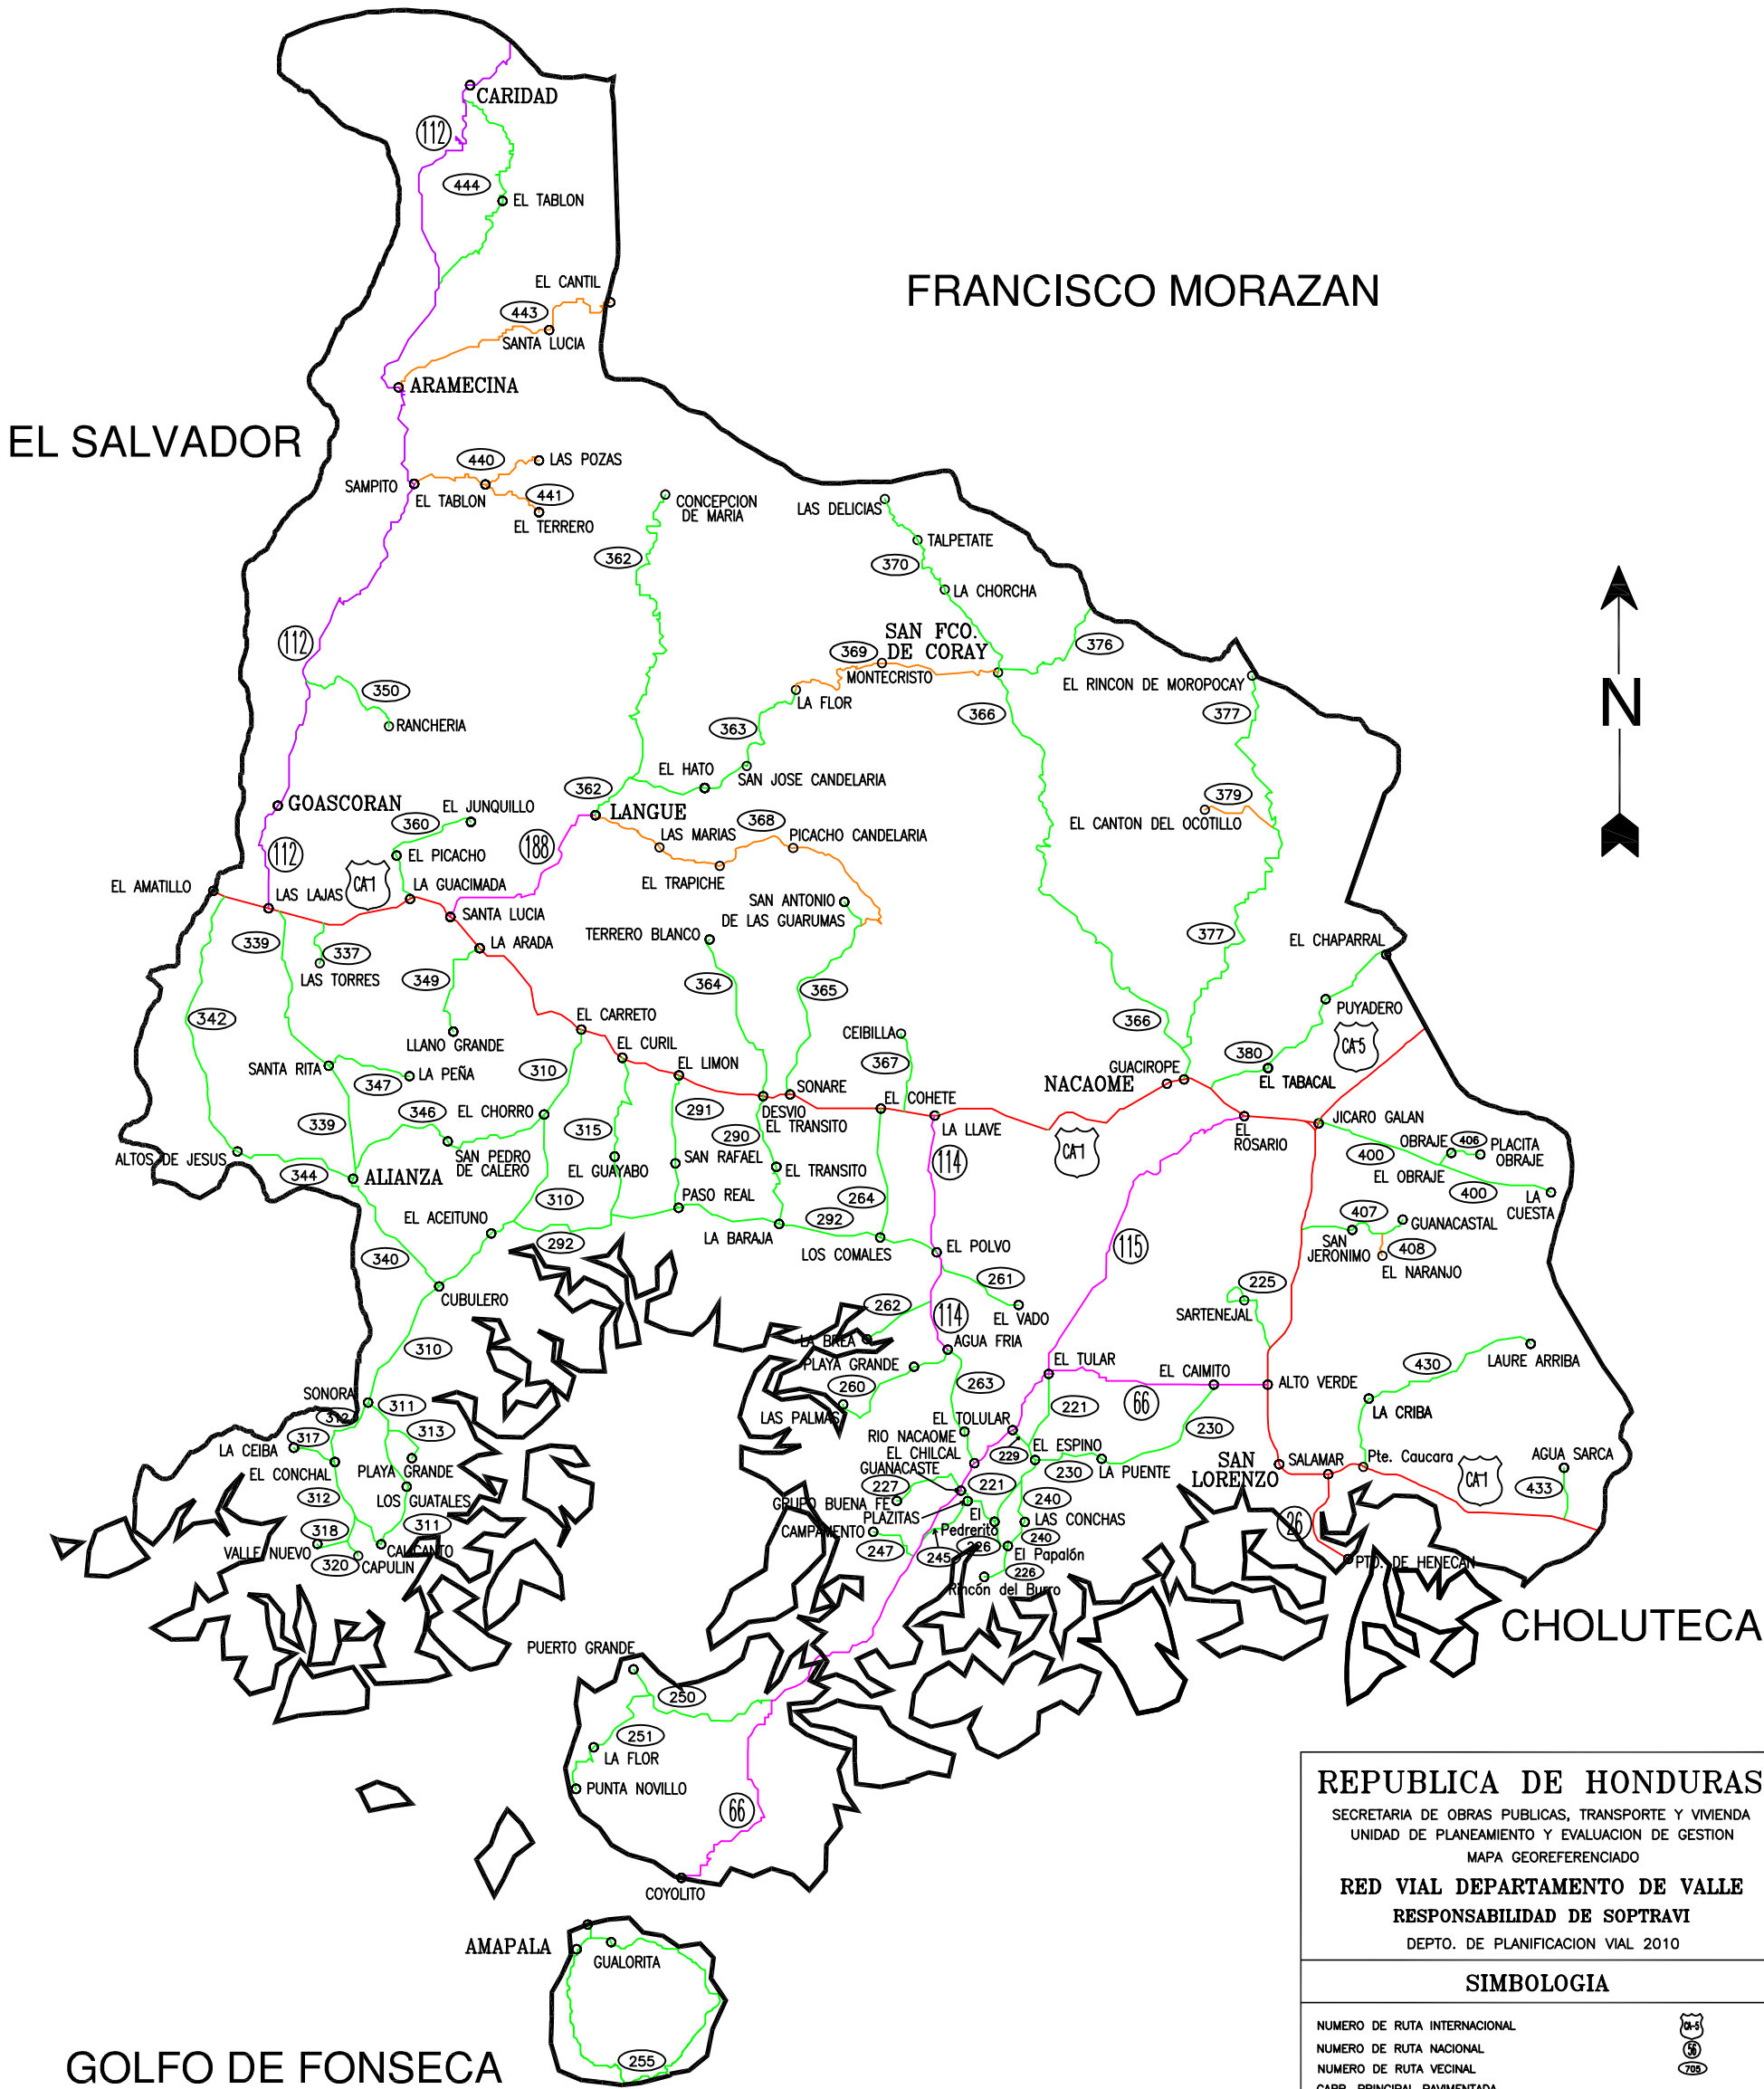 CARIDAD
112
444
EL TABLON
EL CANTIL
FRANCISCO MORAZAN
443
SANTA LUCIA
ARAMECINA
EL SALVADOR
440
LAS POZAS
SAMPITO
EL TABLON
441
EL TERRERO
CONCEPCION
DE MARIA
LAS DELICIAS
TALPETATE
362
370
LA CHORCHA
SAN FCO.
DE CORAY
112
369
376
MONTECRISTO
EL RINCON DE MOROPOCAY
350
LA FLOR
366
377
RANCHERIA
363
N
EL HATO
SAN JOSE CANDELARIA
362
GOASCORAN
EL JUNQUILLO
LANGUE
379
360
368
EL CANTON DEL OCOTILLO
LAS MARIAS
PICACHO CANDELARIA
112
188
EL PICACHO
EL TRAPICHE
EL AMATILLO
CA-1
LA GUACIMADA
LAS LAJAS
SAN ANTONIO
DE LAS GUARUMAS
SANTA LUCIA
TERRERO BLANCO
377
EL CHAPARRAL
339
337
LA ARADA
LAS TORRES
349
364
365
PUYADERO
342
EL CARRETO
366
CEIBILLA
LLANO GRANDE
EL CURIL
CA-5
380
SANTA RITA
310
EL LIMON
367
GUACIROPE
347
LA PEÑA
NACAOME
EL TABACAL
SONARE
EL COHETE
346
EL CHORRO
291
DESVIO
EL TRANSITO
LA LLAVE
EL
ROSARIO
JICARO GALAN
339
315
290
CA-1
OBRAJE
406
PLACITA
OBRAJE
ALTOS DE JESUS
SAN PEDRO
DE CALERO
EL GUAYABO
SAN RAFAEL
EL TRANSITO
114
400
EL OBRAJE
344
ALIANZA
310
PASO REAL
264
400
LA
CUESTA
EL ACEITUNO
292
407
GUANACASTAL
292
LA BARAJA
LOS COMALES
EL POLVO
115
SAN
JERONIMO
408
EL NARANJO
340
261
225
CUBULERO
262
EL VADO
SARTENEJAL
114
310
LA BREA
AGUA FRIA
PLAYA GRANDE
EL TULAR
EL CAIMITO
ALTO VERDE
430
LAURE ARRIBA
SONORA
311
260
263
221
66
LA CRIBA
312
LAS PALMAS
EL TOLULAR
317
313
RIO NACAOME
230
LA CEIBA
EL CHILCAL
229
EL ESPINO
SAN
LORENZO
SALAMAR
Pte. Caucara
AGUA SARCA
EL CONCHAL
PLAYA GRANDE
GUANACASTE
230
LA PUENTE
CA-1
227
221
433
312
LOS GUATALES
GRUPO BUENA FE
240
PLAZITAS
El
Pedrerito
LAS CONCHAS
318
311
CAMPAMENTO
240
26
VALLE NUEVO
CALICANTO
247
245
226
El Papalón
320
CAPULIN
226
PTO. DE HENECAN
Rincón del Burro
CHOLUTECA
PUERTO GRANDE
250
251
LA FLOR
PUNTA NOVILLO
66
COYOLITO
AMAPALA
GUALORITA
255
GOLFO DE FONSECA
REPUBLICA DE HONDURAS
SECRETARIA DE OBRAS PUBLICAS, TRANSPORTE Y VIVIENDA
UNIDAD DE PLANEAMIENTO Y EVALUACION DE GESTION
MAPA GEOREFERENCIADO
RED VIAL DEPARTAMENTO DE VALLE
RESPONSABILIDAD DE SOPTRAVI
DEPTO. DE PLANIFICACION VIAL 2010
SIMBOLOGIA
NUMERO DE RUTA INTERNACIONAL CA-5
NUMERO DE RUTA NACIONAL 56
NUMERO DE RUTA VECINAL 705